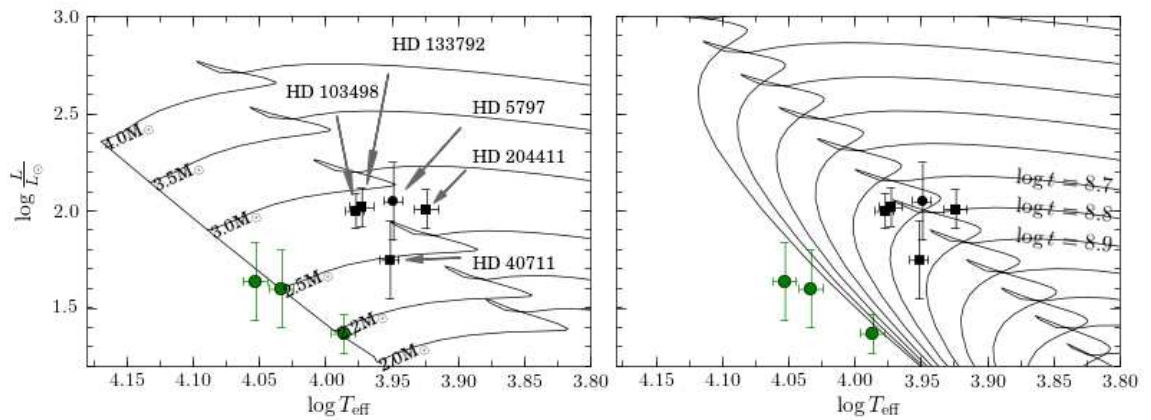 3.0
2.5
2.0
1.5
log L/L⊙
4.15
4.10
4.05
4.00
3.95
3.90
3.85
3.80
log T_eff
HD 133792
HD 103498
HD 5797
HD 204411
HD 40711
4.0M⊙
3.5M⊙
3.0M⊙
2.5M⊙
2M⊙
2.0M⊙
4.15
4.10
4.05
4.00
3.95
3.90
3.85
3.80
log T_eff
log t = 8.7
log t = 8.8
log t = 8.9